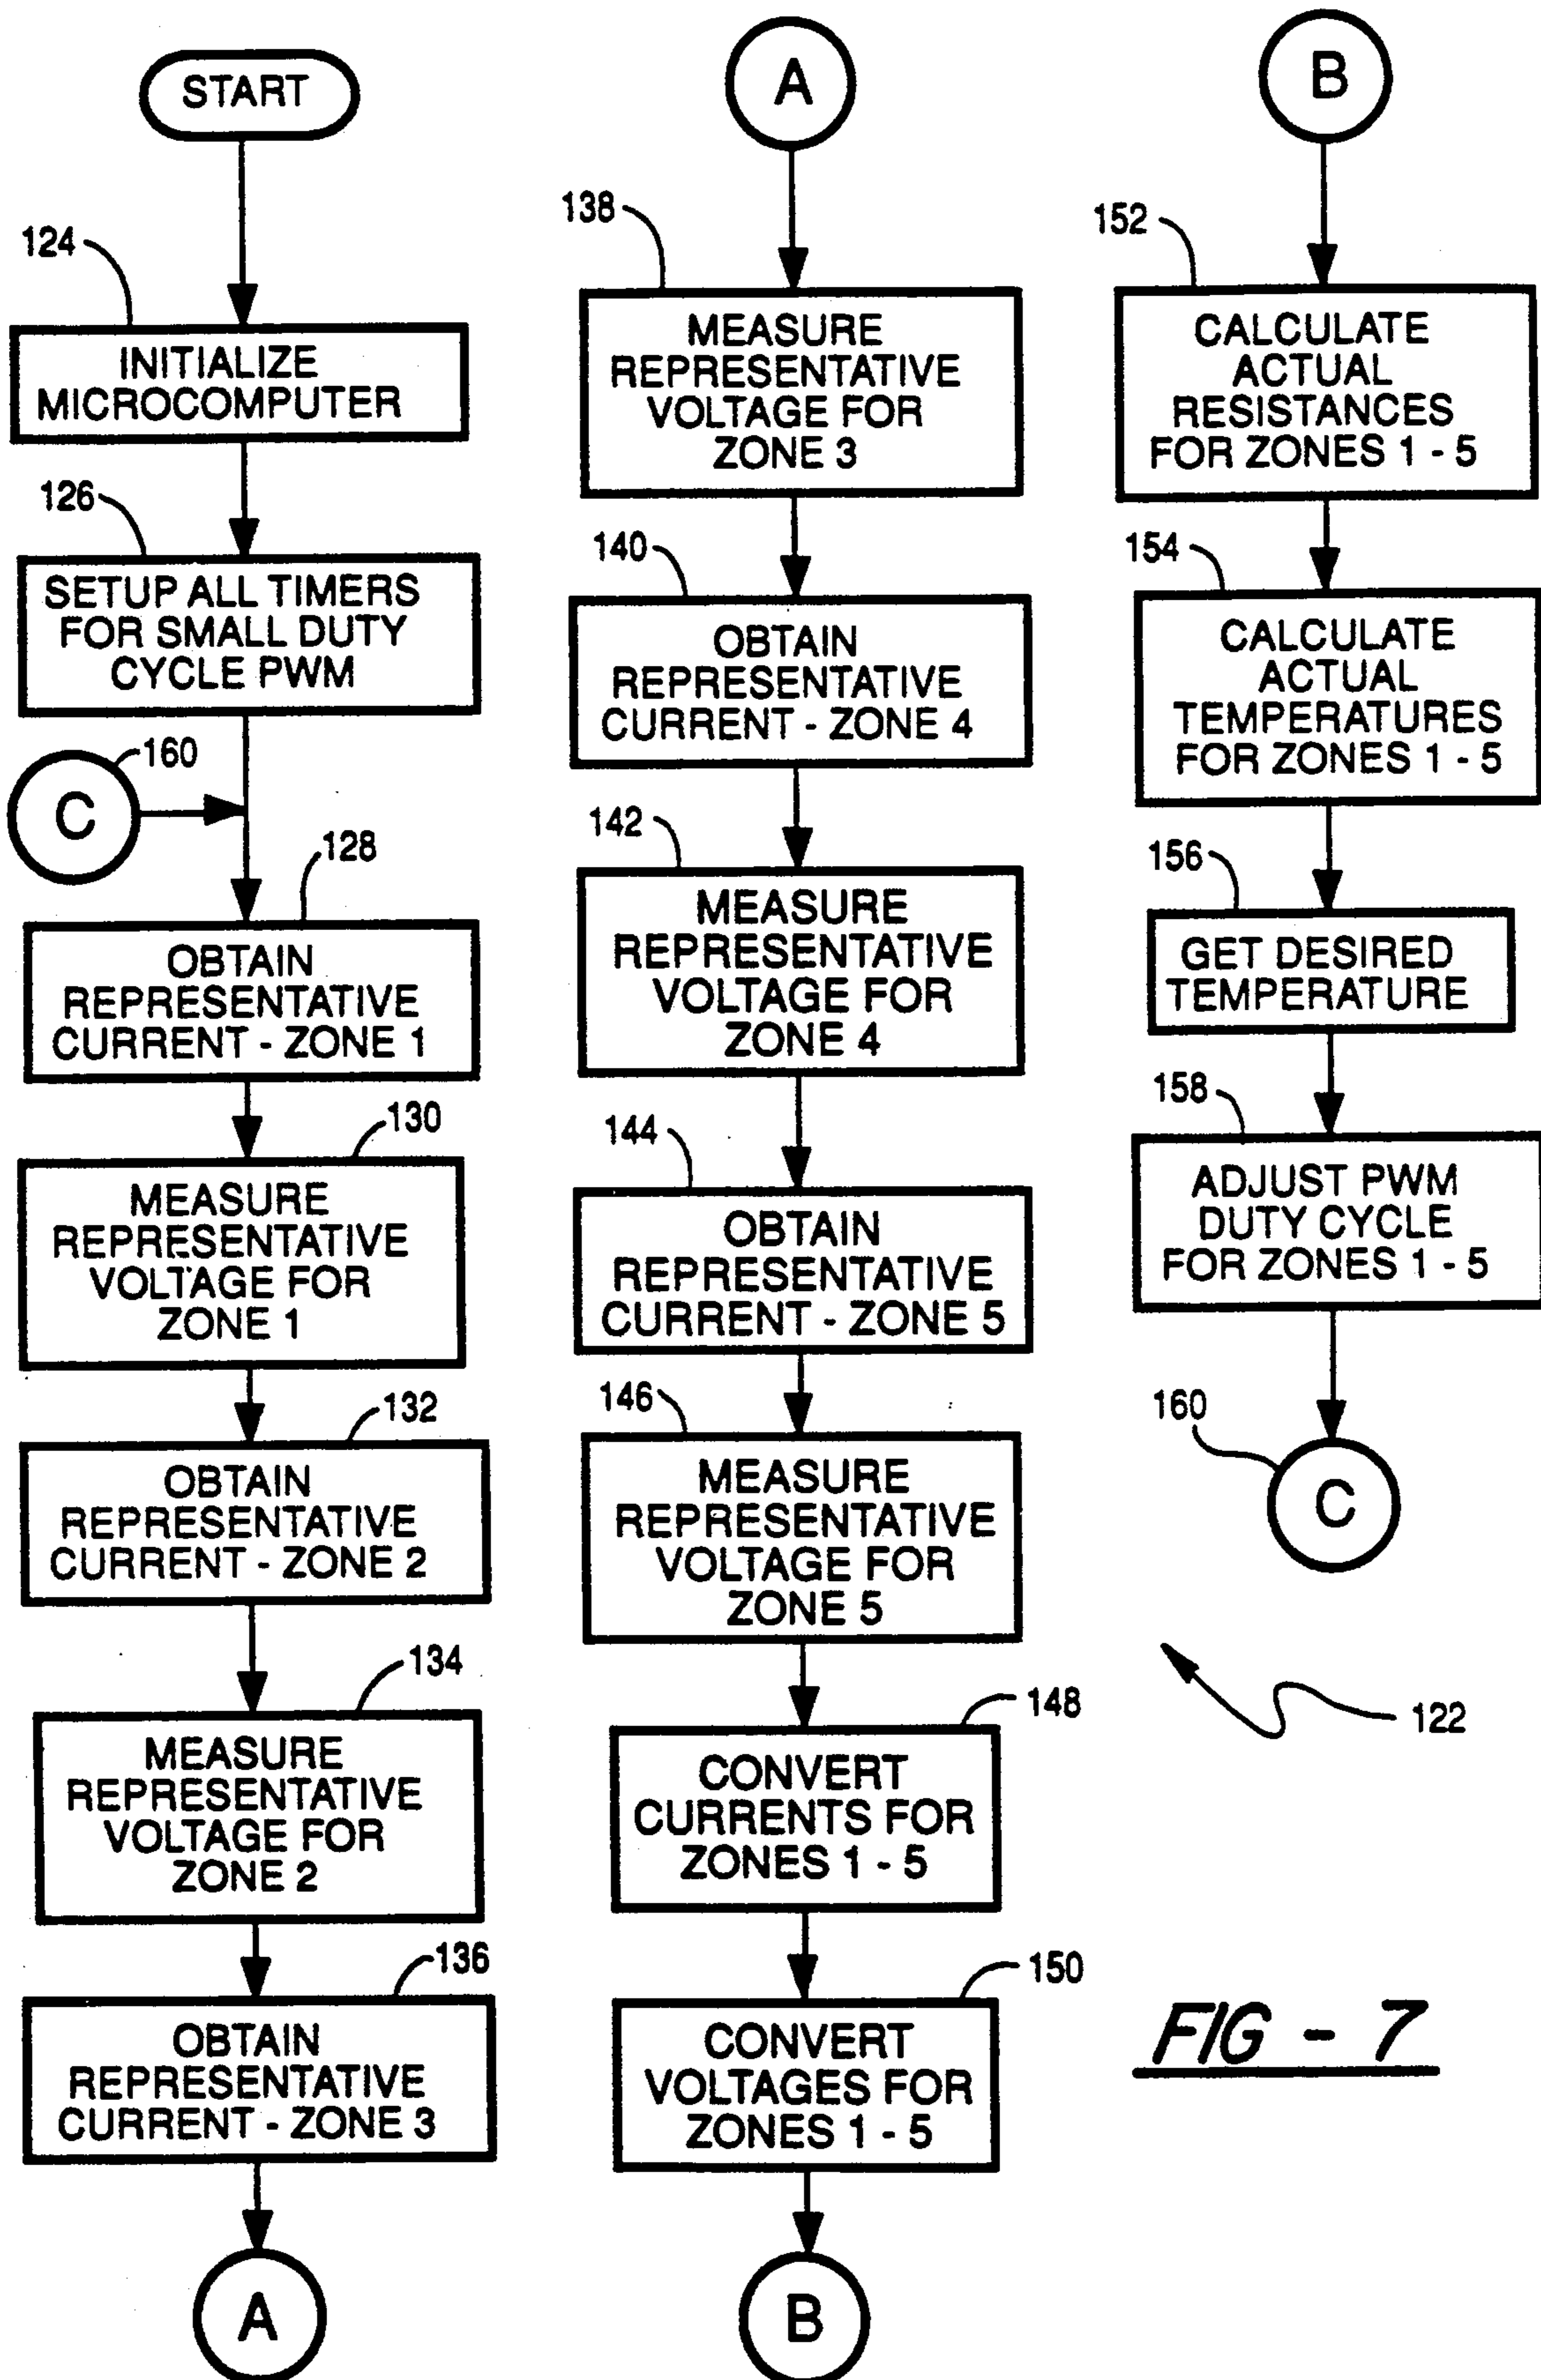 START
124
INITIALIZE
MICROCOMPUTER
126
SETUP ALL TIMERS
FOR SMALL DUTY
CYCLE PWM
160
C
128
OBTAIN
REPRESENTATIVE
CURRENT - ZONE 1
130
MEASURE
REPRESENTATIVE
VOLTAGE FOR
ZONE 1
132
OBTAIN
REPRESENTATIVE
CURRENT - ZONE 2
134
MEASURE
REPRESENTATIVE
VOLTAGE FOR
ZONE 2
136
OBTAIN
REPRESENTATIVE
CURRENT - ZONE 3
A
A
138
MEASURE
REPRESENTATIVE
VOLTAGE FOR
ZONE 3
140
OBTAIN
REPRESENTATIVE
CURRENT - ZONE 4
142
MEASURE
REPRESENTATIVE
VOLTAGE FOR
ZONE 4
144
OBTAIN
REPRESENTATIVE
CURRENT - ZONE 5
146
MEASURE
REPRESENTATIVE
VOLTAGE FOR
ZONE 5
148
CONVERT
CURRENTS FOR
ZONES 1 - 5
150
CONVERT
VOLTAGES FOR
ZONES 1 - 5
B
B
152
CALCULATE
ACTUAL
RESISTANCES
FOR ZONES 1 - 5
154
CALCULATE
ACTUAL
TEMPERATURES
FOR ZONES 1 - 5
156
GET DESIRED
TEMPERATURE
158
ADJUST PWM
DUTY CYCLE
FOR ZONES 1 - 5
160
C
122
FIG - 7